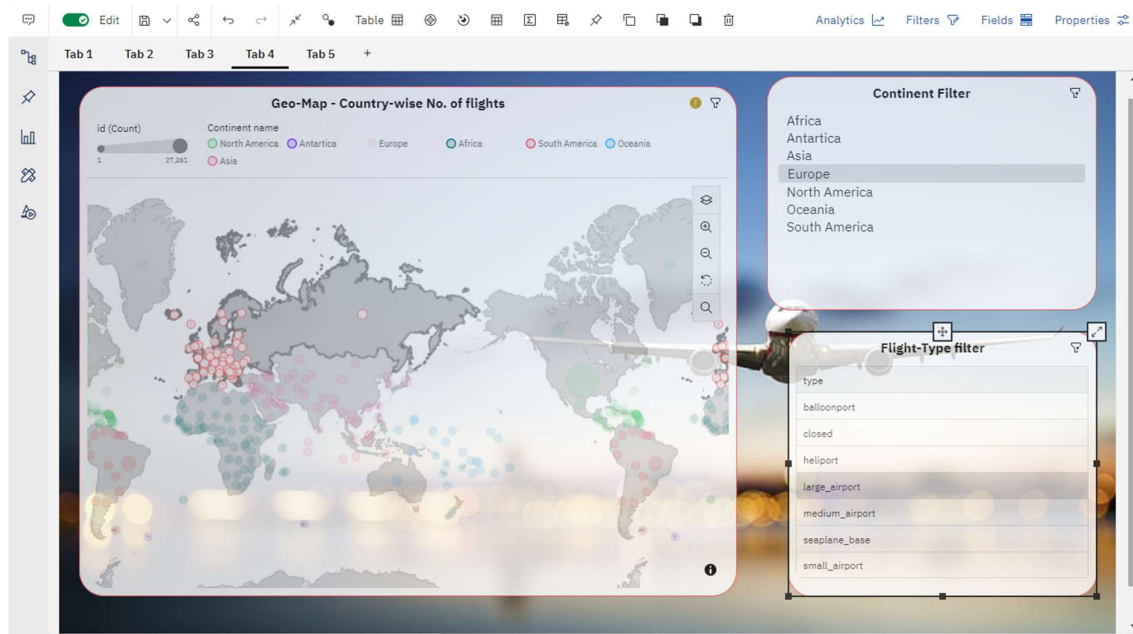 Edit
Table
Analytics
Filters
Fields
Properties
Tab 1 Tab 2 Tab 3 Tab 4 Tab 5 +
Geo-Map - Country-wise No. of flights
id (Count)
1 27,261
Continent name
North America Antartica Europe Africa South America Oceania
Asia
Continent Filter
Africa
Antartica
Asia
Europe
North America
Oceania
South America
Flight-Type filter
type
balloonport
closed
heliport
large_airport
medium_airport
seaplane_base
small_airport